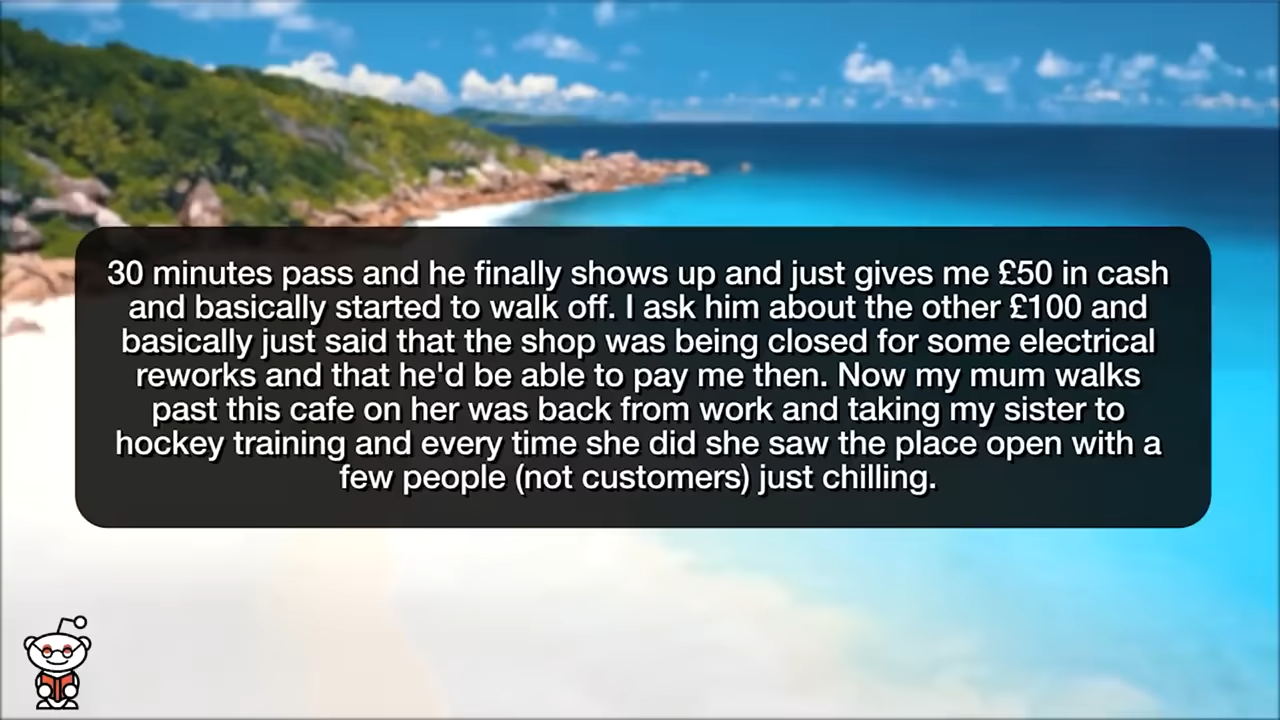 30 minutes pass and he finally shows up and just gives me £50 in cash
and basically started to walk off. I ask him about the other £100 and
basically just said that the shop was being closed for some electrical
reworks and that he'd be able to pay me then. Now my mum walks
past this cafe on her was back from work and taking my sister to
hockey training and every time she did she saw the place open with a
few people (not customers) just chilling.